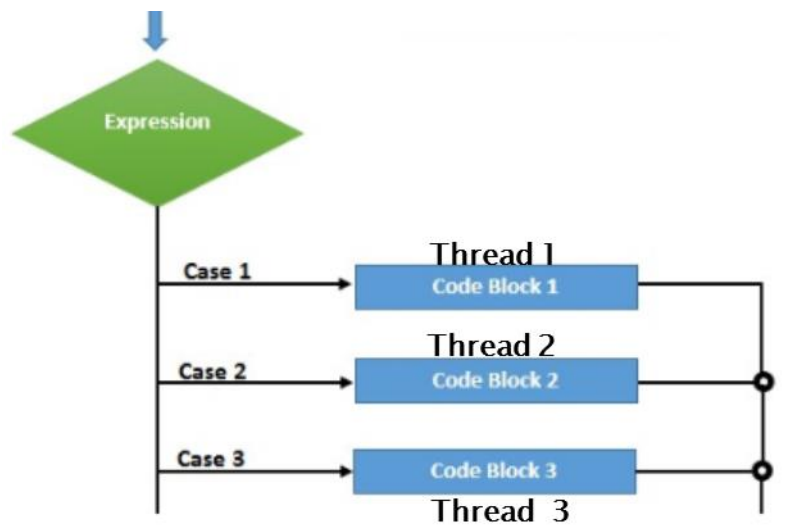 Expression
Thread 1
Case 1
Code Block 1
Thread 2
Case 2
Code Block 2
Case 3
Code Block 3
Thread 3